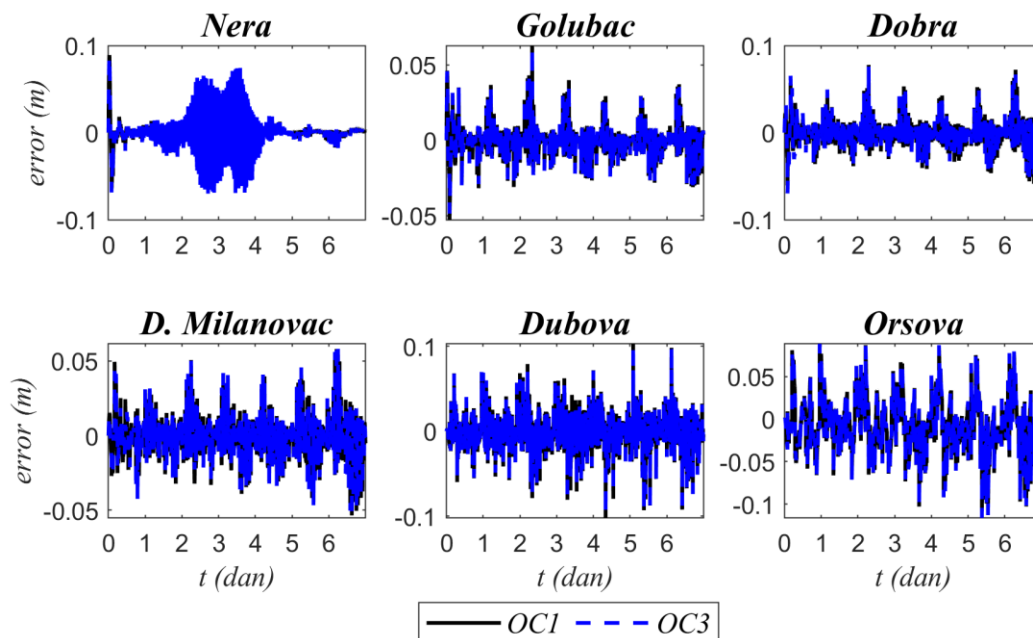 Nera
Golubac
Dobra
error (m)
0.1
0
-0.1
0 1 2 3 4 5 6
0.05
0
-0.05
0 1 2 3 4 5 6
0.1
0
-0.1
0 1 2 3 4 5 6
D. Milanovac
Dubova
Orsova
error (m)
0.05
0
-0.05
0 1 2 3 4 5 6
0.1
0
-0.1
0 1 2 3 4 5 6
0.05
0
-0.05
-0.1
0 1 2 3 4 5 6
t (dan)
t (dan)
t (dan)
OC1 OC3